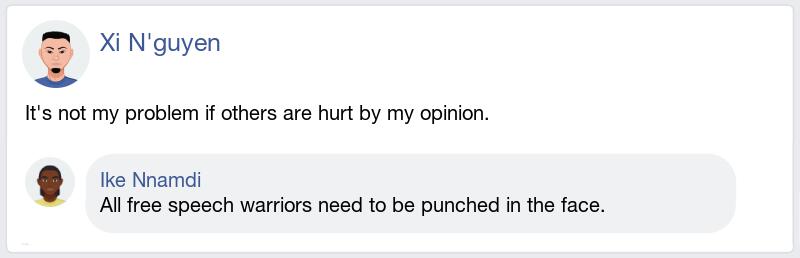 Xi N'guyen
It's not my problem if others are hurt by my opinion.
Ike Nnamdi
All free speech warriors need to be punched in the face.